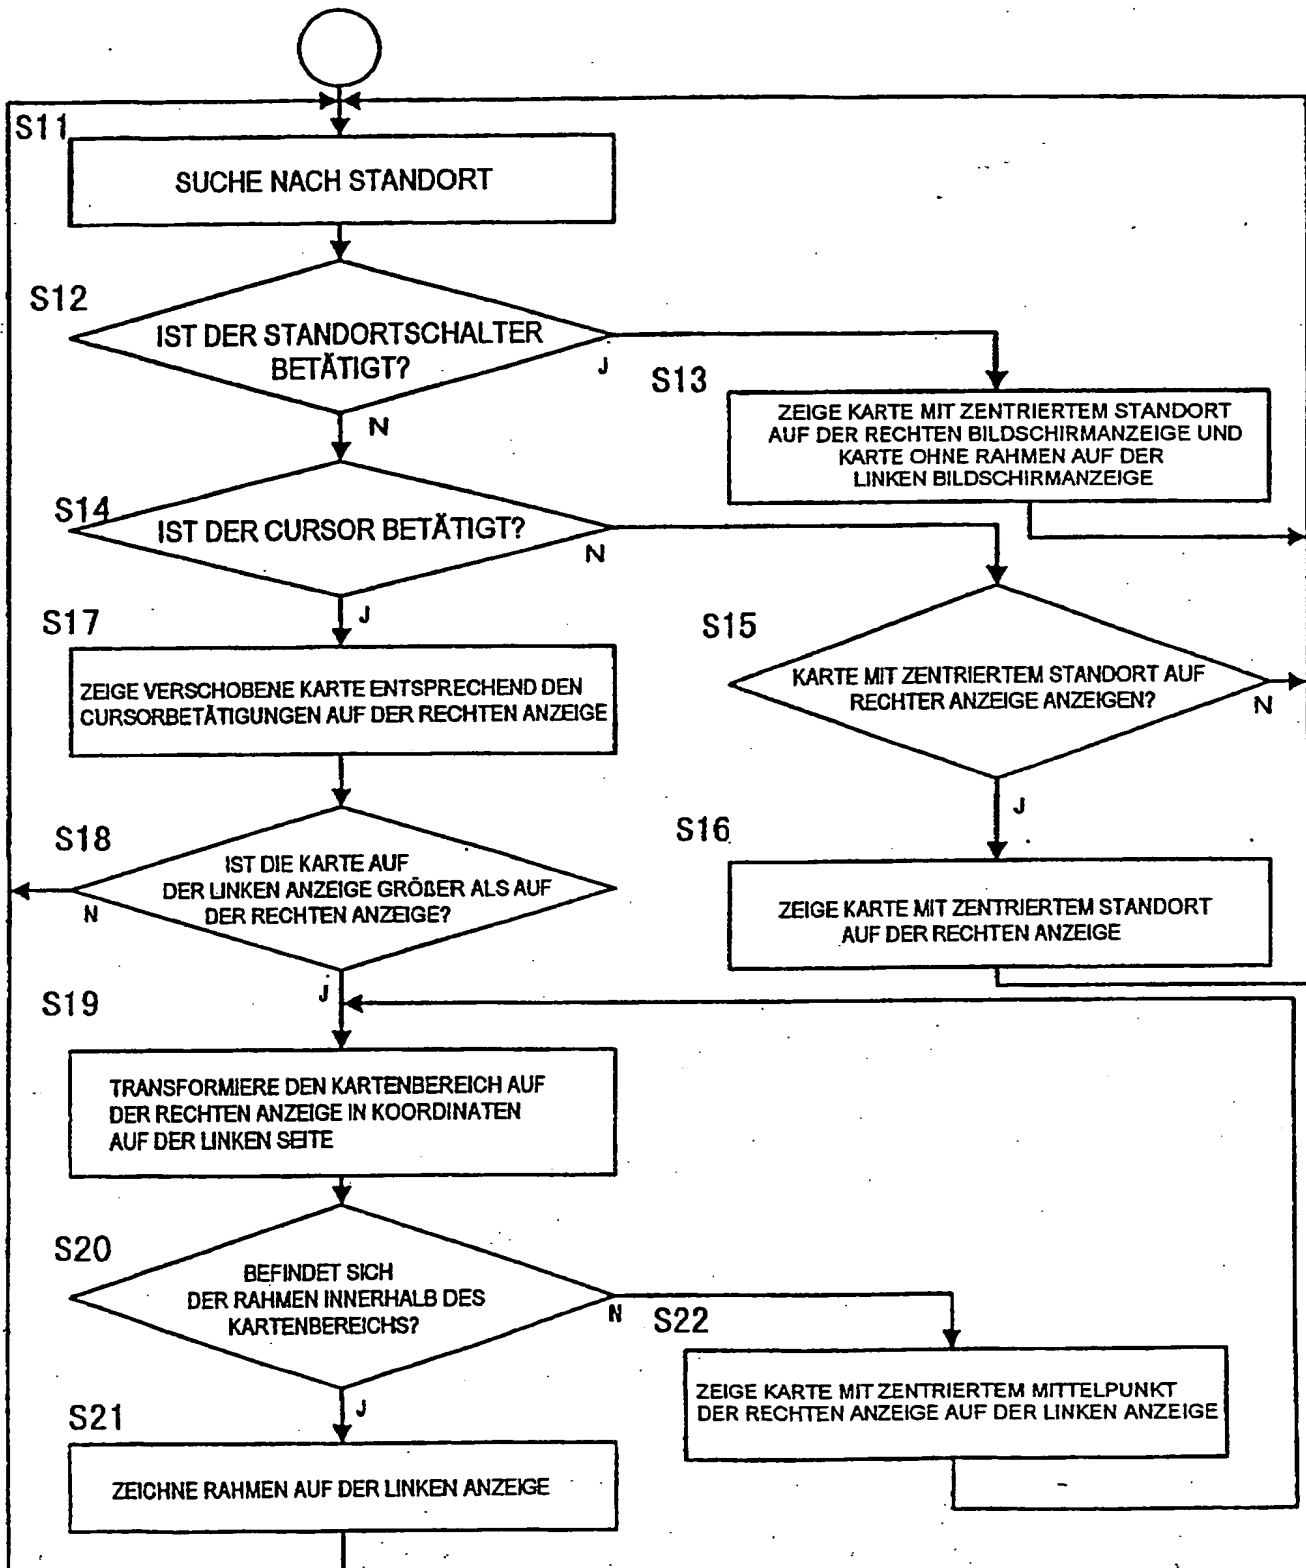 S11
SUCHE NACH STANDORT
S12
IST DER STANDORTSCHALTER
BETÄTIGT?
J
N
S13
ZEIGE KARTE MIT ZENTRIERTEM STANDORT
AUF DER RECHTEN BILDSCHIRMANZEIGE UND
KARTE OHNE RAHMEN AUF DER
LINKEN BILDSCHIRMANZEIGE
S14
IST DER CURSOR BETÄTIGT?
N
J
S15
KARTE MIT ZENTRIERTEM STANDORT AUF
RECHTER ANZEIGE ANZEIGEN?
N
J
S16
ZEIGE KARTE MIT ZENTRIERTEM STANDORT
AUF DER RECHTEN ANZEIGE
S17
ZEIGE VERSCHOBENE KARTE ENTSPRECHEND DEN
CURSORBETÄTIGUNGEN AUF DER RECHTEN ANZEIGE
S18
IST DIE KARTE AUF
DER LINKEN ANZEIGE GRÖßER ALS AUF
DER RECHTEN ANZEIGE?
N
J
S19
TRANSFORMIERE DEN KARTENBEREICH AUF
DER RECHTEN ANZEIGE IN KOORDINATEN
AUF DER LINKEN SEITE
S20
BEFINDET SICH
DER RAHMEN INNERHALB DES
KARTENBEREICHS?
N
J
S22
ZEIGE KARTE MIT ZENTRIERTEM MITTELPUNKT
DER RECHTEN ANZEIGE AUF DER LINKEN ANZEIGE
S21
ZEICHNE RAHMEN AUF DER LINKEN ANZEIGE